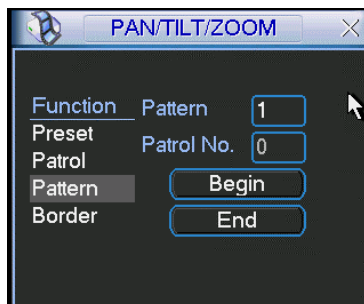 PAN/TILT/ZOOM
Function
Preset
Patrol
Pattern
Border
Pattern 1
Patrol No. 0
Begin
End